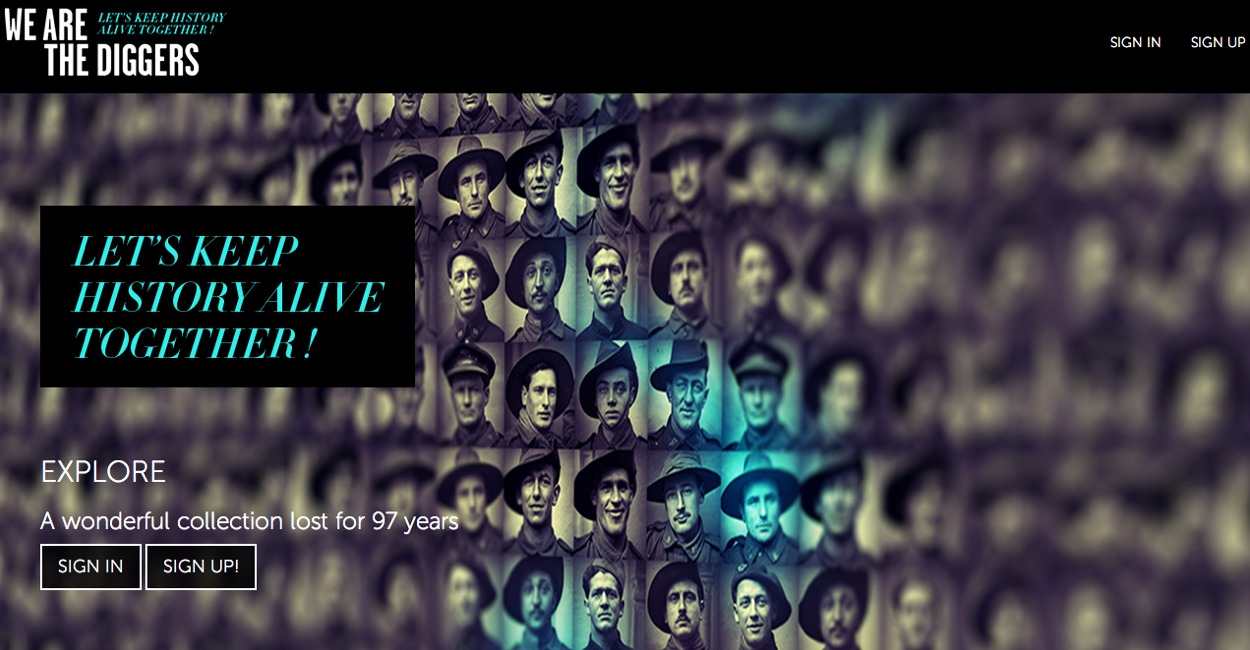 WE ARE
THE DIGGERS
LET'S KEEP HISTORY
ALIVE TOGETHER !
SIGN IN
SIGN UP
LET'S KEEP
HISTORY ALIVE
TOGETHER !
EXPLORE
A wonderful collection lost for 97 years
SIGN IN
SIGN UP!